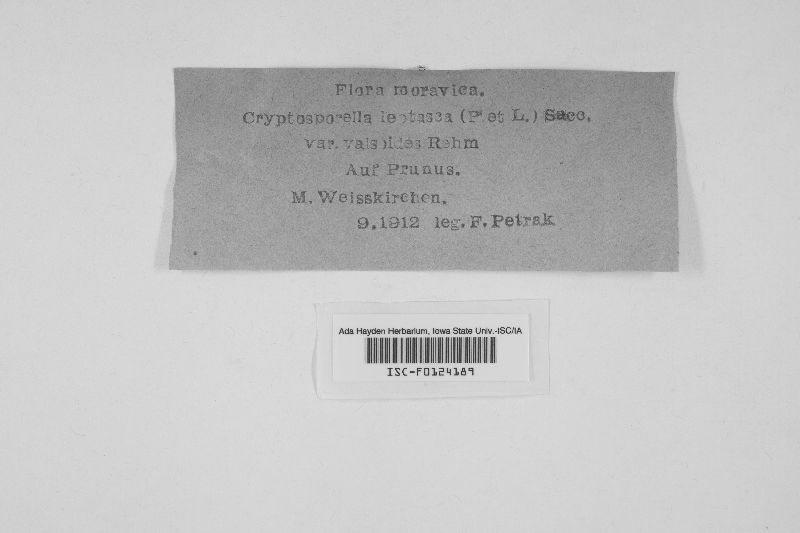 Flora moravica.
Cryptosporella leptasca (P. et L.) Sacc.
var. valsoides Rehm
Auf Prunus.
M. Weisskirchen.
9.1912 leg. F. Petrak
Ada Hayden Herbarium, Iowa State Univ.-ISC/IA
ISC-F0124189